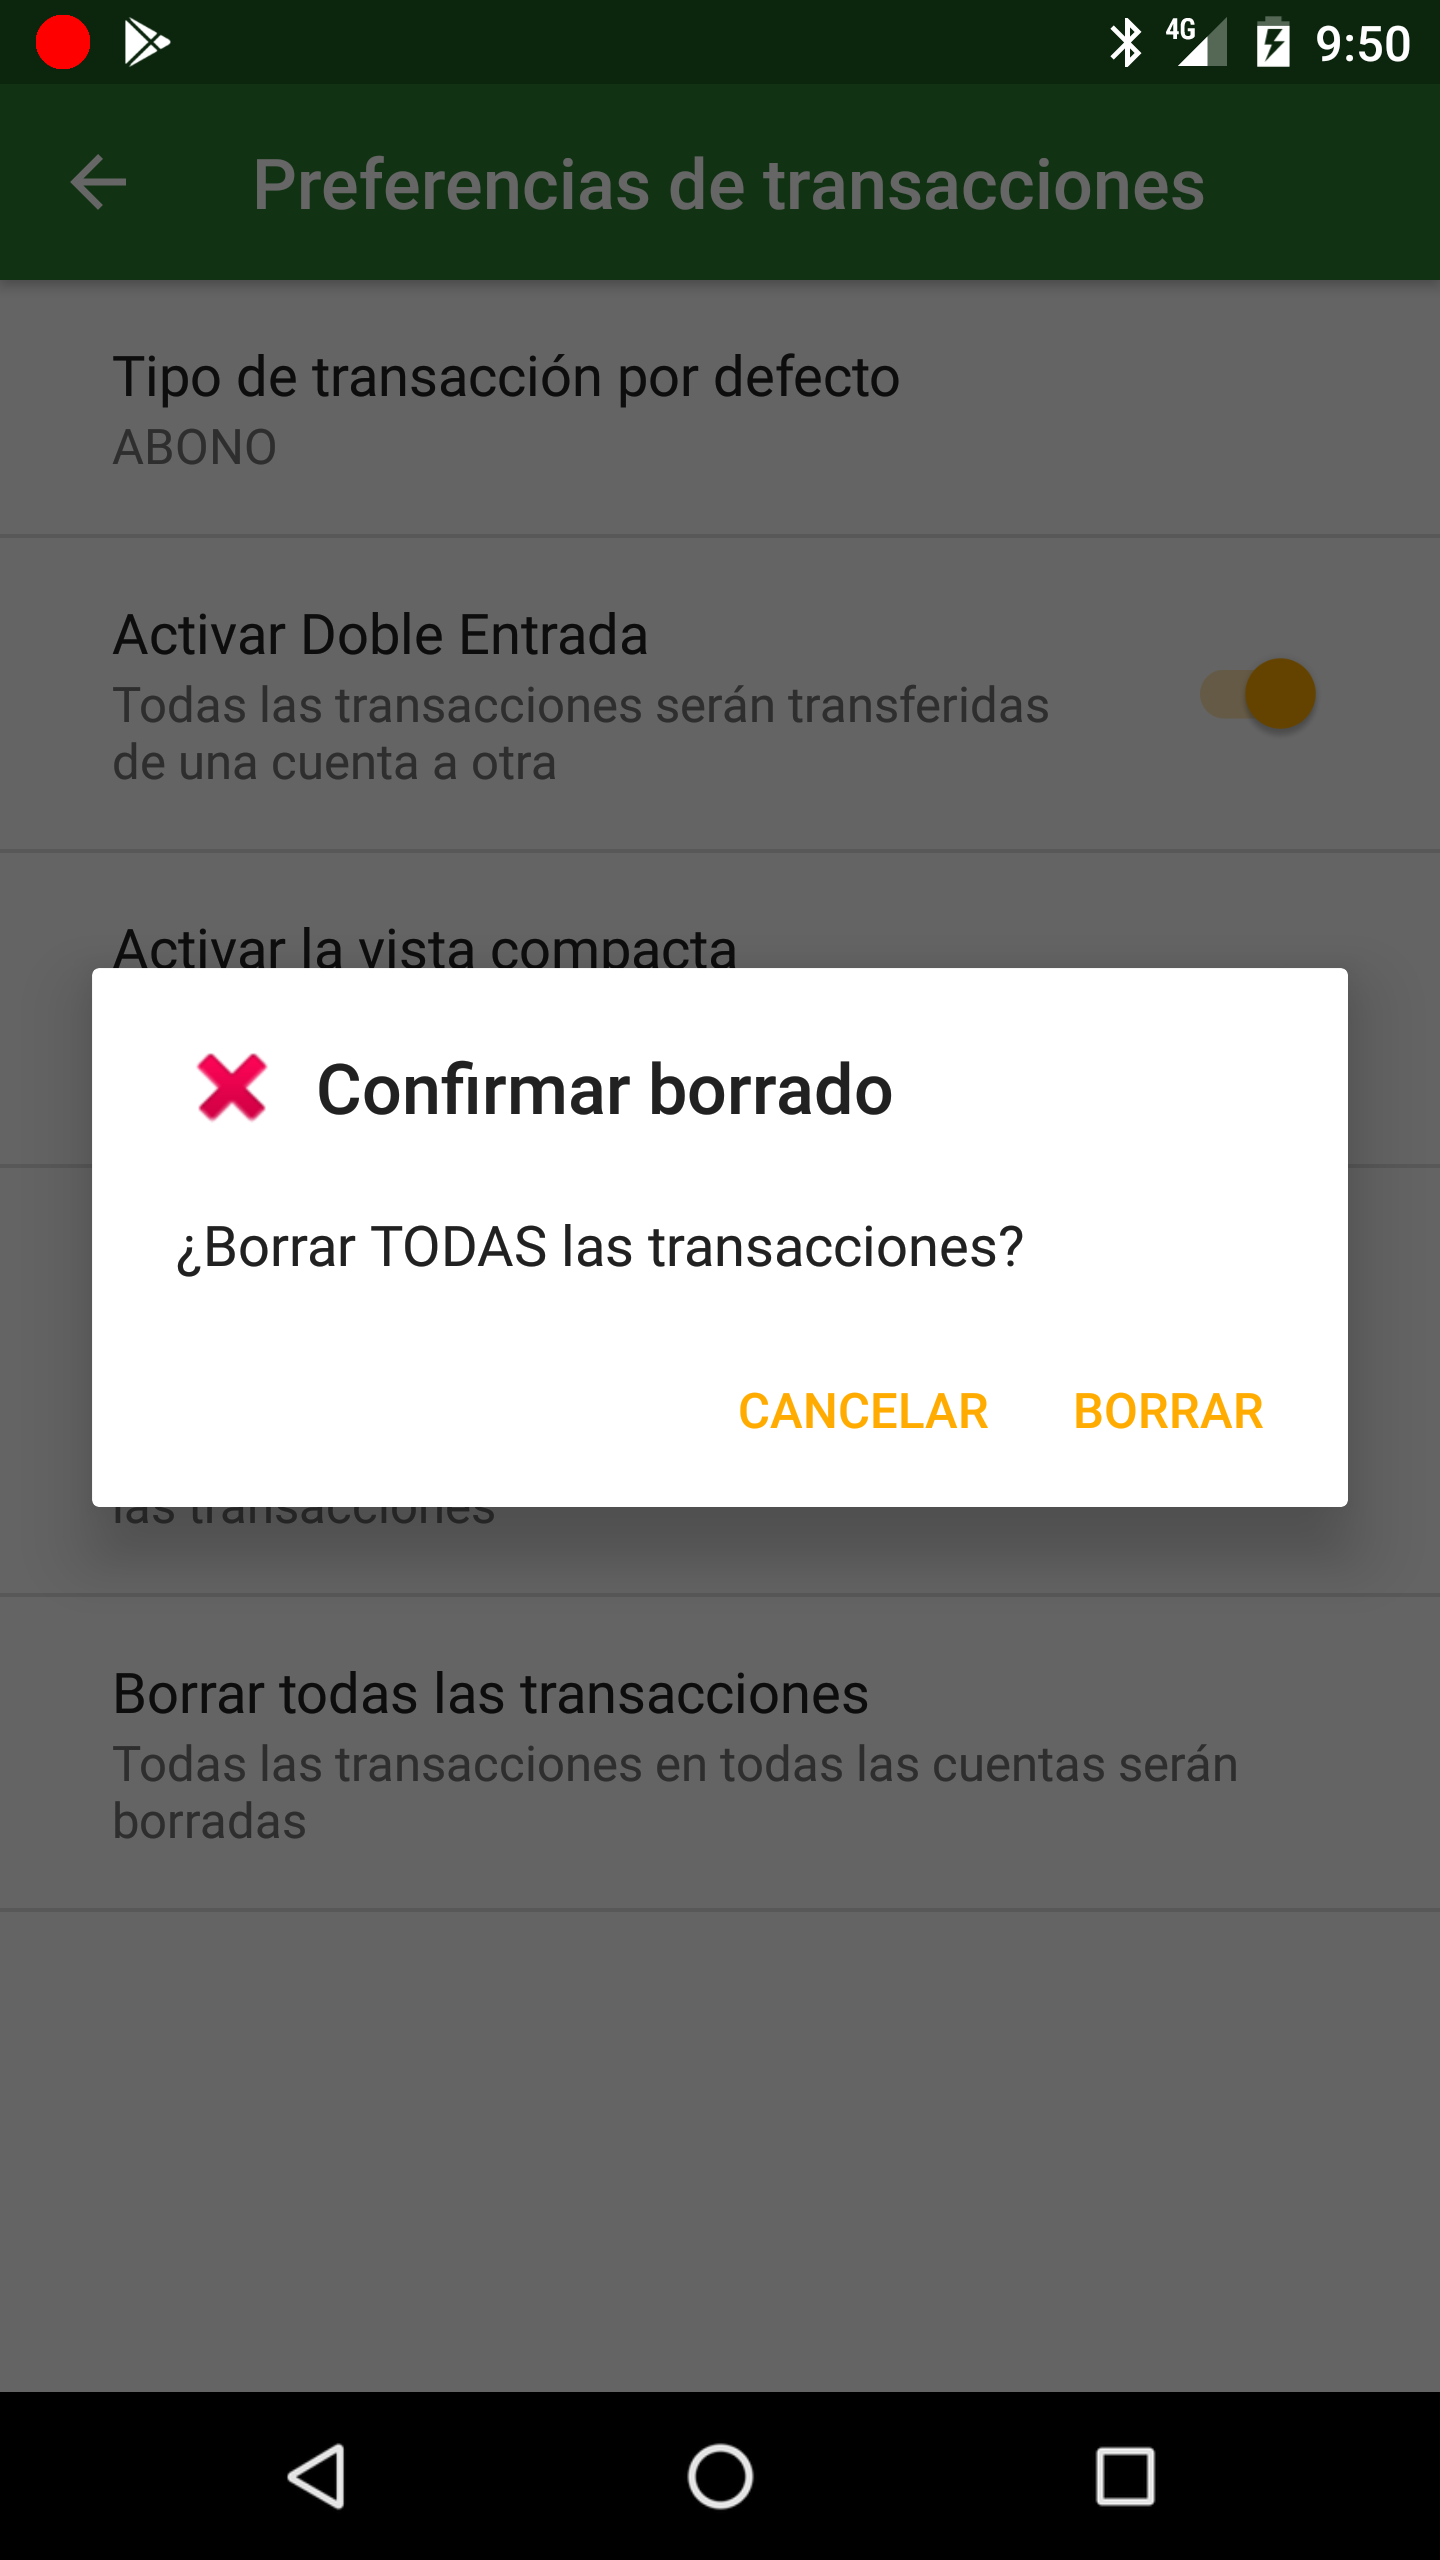 4G 9:50
Preferencias de transacciones
Tipo de transacción por defecto
ABONO
Activar Doble Entrada
Todas las transacciones serán transferidas
de una cuenta a otra
Activar la vista compacta
Confirmar borrado
¿Borrar TODAS las transacciones?
CANCELAR BORRAR
las transacciones
Borrar todas las transacciones
Todas las transacciones en todas las cuentas serán
borradas